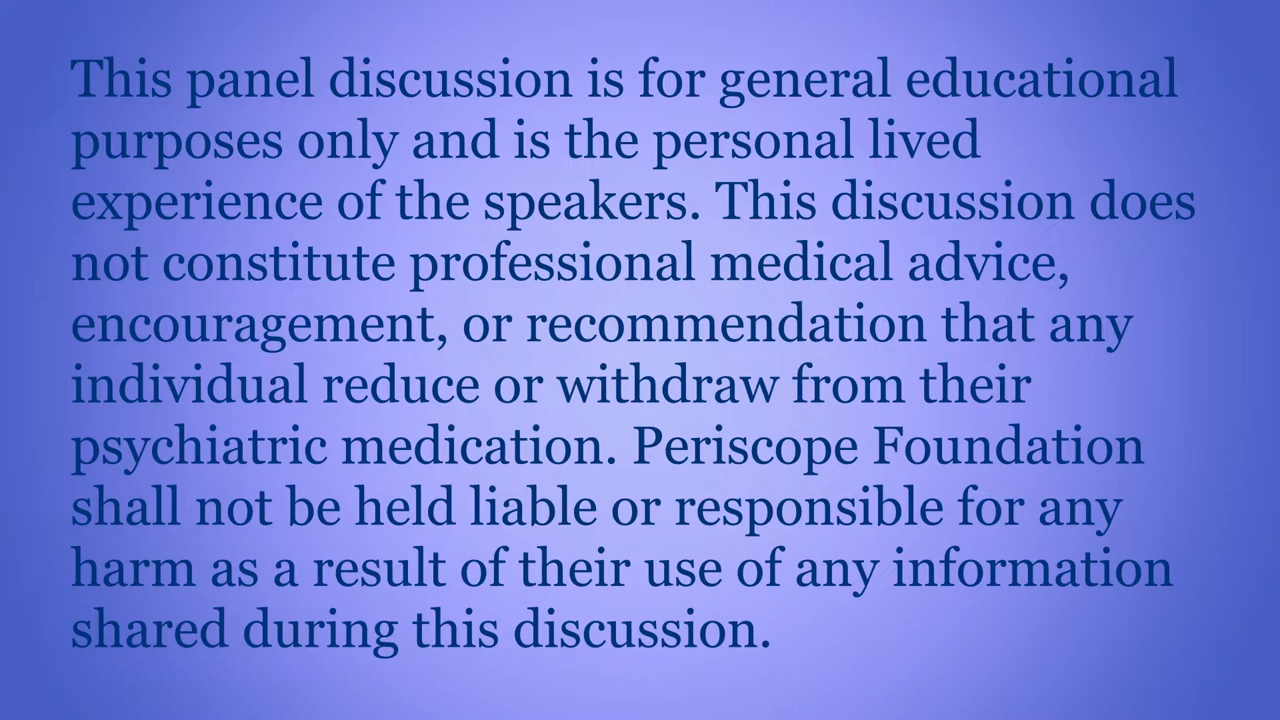 This panel discussion is for general educational
purposes only and is the personal lived
experience of the speakers. This discussion does
not constitute professional medical advice,
encouragement, or recommendation that any
individual reduce or withdraw from their
psychiatric medication. Periscope Foundation
shall not be held liable or responsible for any
harm as a result of their use of any information
shared during this discussion.